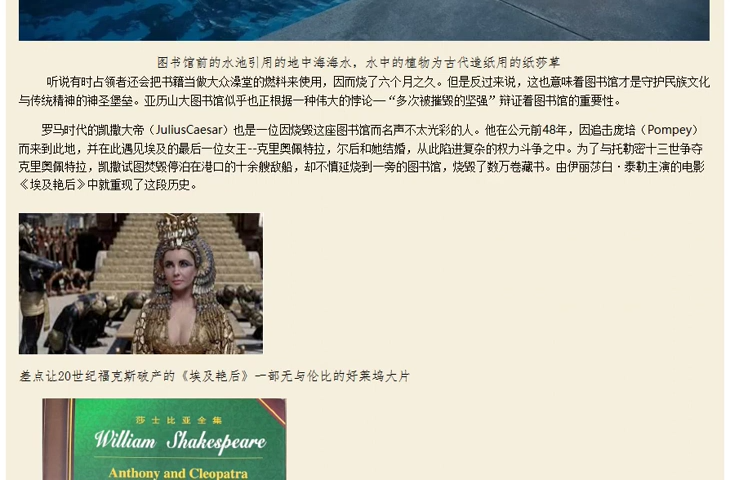 图书馆前的水池引用的地中海海水，水中的植物为古代造纸用的纸莎草
听说有时占领者还会把书籍当做大众澡堂的燃料来使用，因而烧了六个月之久。但是反过来说，这也意味着图书馆才是守护民族文化
与传统精神的神圣堡垒。亚历山大图书馆似乎也正根据一种伟大的悖论—“多次被摧毁的坚强”辩证着图书馆的重要性。
罗马时代的凯撒大帝（JuliusCaesar）也是一位因烧毁这座图书馆而名声不太光彩的人。他在公元前48年，因追击庞培（Pompey）
而来到此地，并在此遇见埃及的最后一位女王--克里奥佩特拉，尔后和她结婚，从此陷进复杂的权力斗争之中。为了与托勒密十三世争夺
克里奥佩特拉，凯撒试图焚毁停泊在港口的十余艘敌船，却不慎延烧到一旁的图书馆，烧毁了数万卷藏书。由伊丽莎白·泰勒主演的电影
《埃及艳后》中就重现了这段历史。
差点让20世纪福克斯破产的《埃及艳后》一部无与伦比的好莱坞大片
莎士比亚全集
William Shakespeare
Anthony and Cleopatra